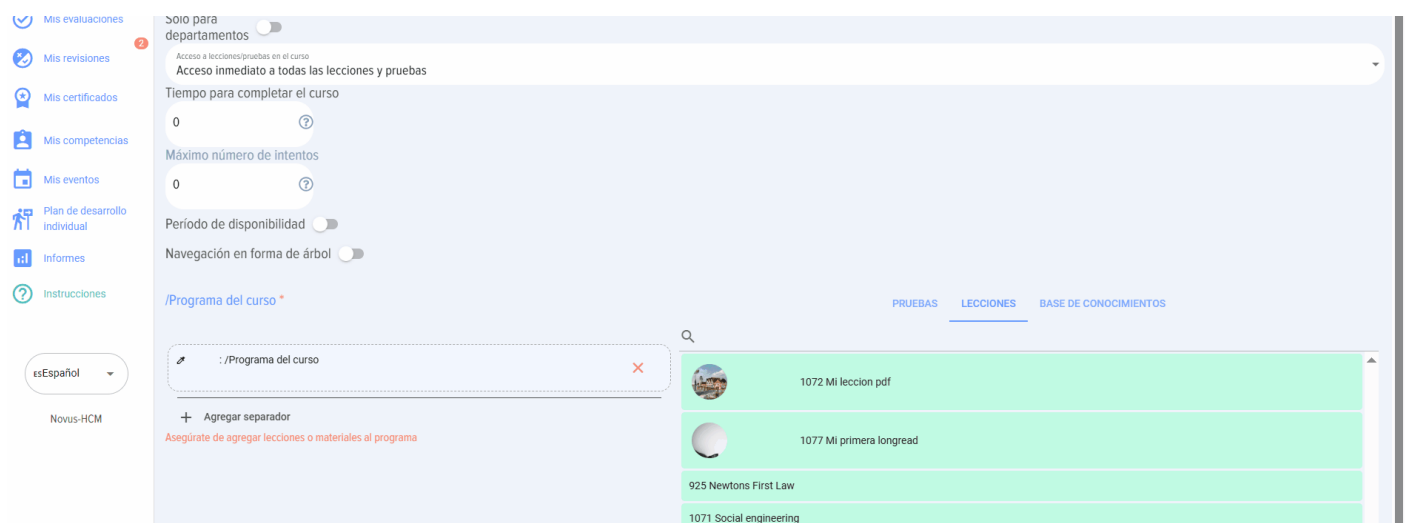 Mis evaluaciones
2
Mis revisiones
Mis certificados
Mis competencias
Mis eventos
Plan de desarrollo
individual
Informes
Instrucciones
ES Español
Novus-HCM
Sólo para
departamentos
Acceso a lecciones/pruebas en el curso
Acceso inmediato a todas las lecciones y pruebas
Tiempo para completar el curso
0
Máximo número de intentos
0
Período de disponibilidad
Navegación en forma de árbol
/Programa del curso *
: /Programa del curso
Agregar separador
Asegúrate de agregar lecciones o materiales al programa
PRUEBAS LECCIONES BASE DE CONOCIMIENTOS
1072 Mi leccion pdf
1077 Mi primera longread
925 Newtons First Law
1071 Social engineering